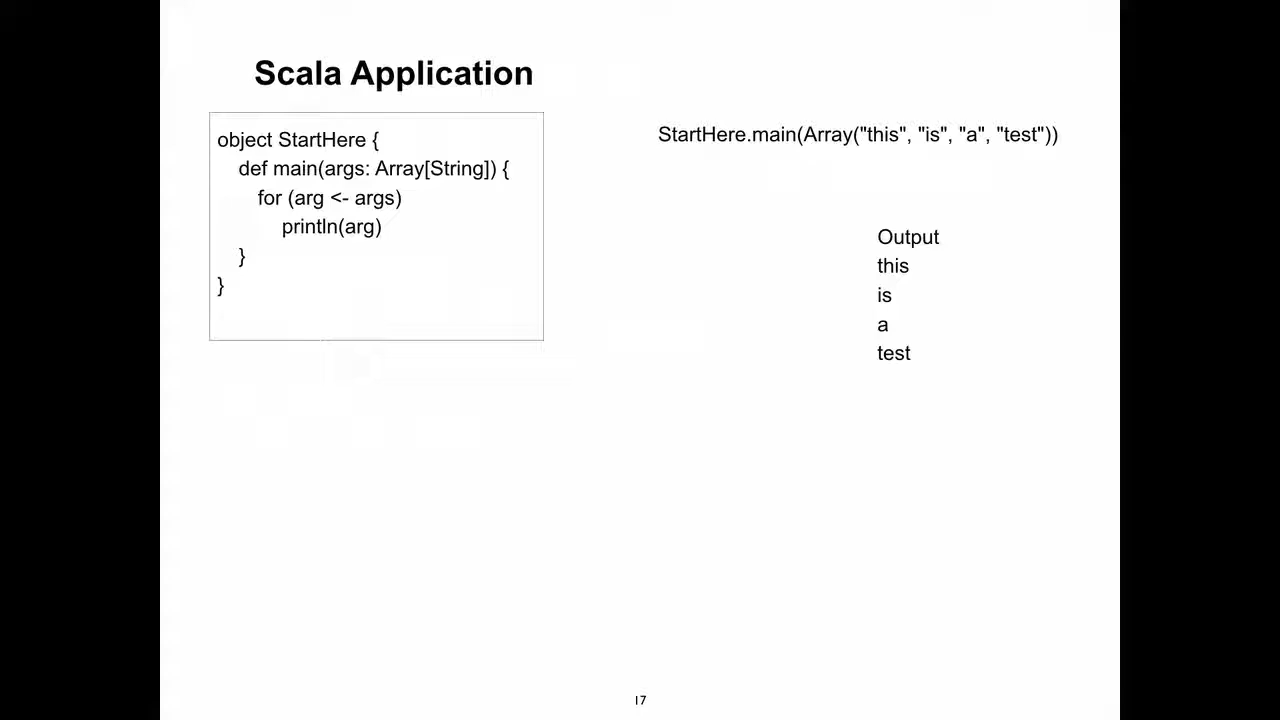 Scala Application
object StartHere {
def main(args: Array[String]) {
for (arg <- args)
println(arg)
}
}
StartHere.main(Array("this", "is", "a", "test"))
Output
this
is
a
test
17